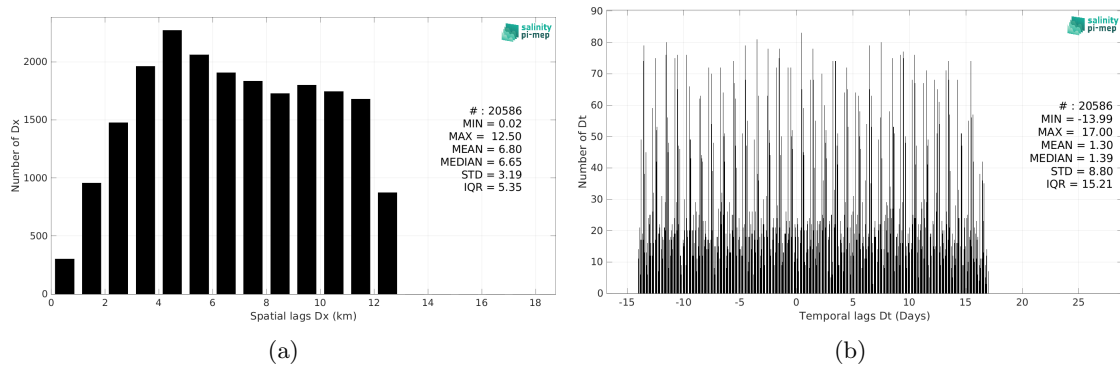 salinity
pi-mep
2000
1500
1000
500
0
0 2 4 6 8 10 12 14 16 18
Number of Dx
Spatial lags Dx (km)
# : 20586
MIN = 0.02
MAX = 12.50
MEAN = 6.80
MEDIAN = 6.65
STD = 3.19
IQR = 5.35
(a)
salinity
pi-mep
90
80
70
60
50
40
30
20
10
0
-15 -10 -5 0 5 10 15 20 25
Number of Dt
Temporal lags Dt (Days)
# : 20586
MIN = -13.99
MAX = 17.00
MEAN = 1.30
MEDIAN = 1.39
STD = 8.80
IQR = 15.21
(b)